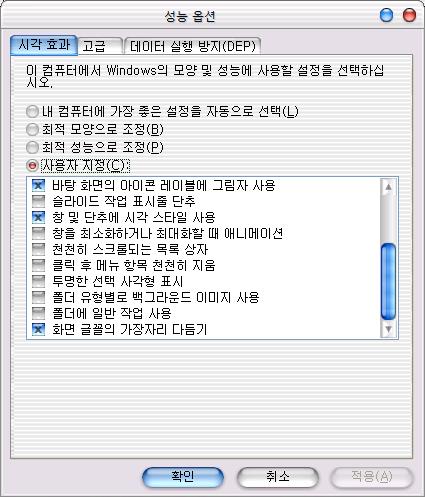 성능 옵션
시각 효과 고급 데이터 실행 방지(DEP)
이 컴퓨터에서 Windows의 모양 및 성능에 사용할 설정을 선택하십
시오.
내 컴퓨터에 가장 좋은 설정을 자동으로 선택(L)
최적 모양으로 조정(B)
최적 성능으로 조정(P)
사용자 지정(C):
바탕 화면의 아이콘 레이블에 그림자 사용
슬라이드 작업 표시줄 단추
창 및 단추에 시각 스타일 사용
창을 최소화하거나 최대화할 때 애니메이션
천천히 스크롤되는 목록 상자
클릭 후 메뉴 항목 천천히 지움
투명한 선택 사각형 표시
폴더 유형별로 백그라운드 이미지 사용
폴더에 일반 작업 사용
화면 글꼴의 가장자리 다듬기
확인 취소 적용(A)